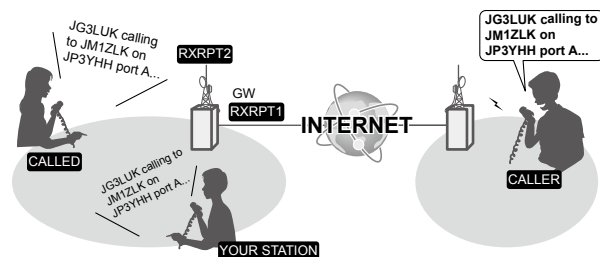 JG3LUK calling
to JM1ZLK on
JP3YHH port A...
RXRPT2
GW
RXRPT1
INTERNET
CALLED
JG3LUK calling to
JM1ZLK on
JP3YHH port A...
YOUR STATION
JG3LUK calling to
JM1ZLK on
JP3YHH port A...
CALLER